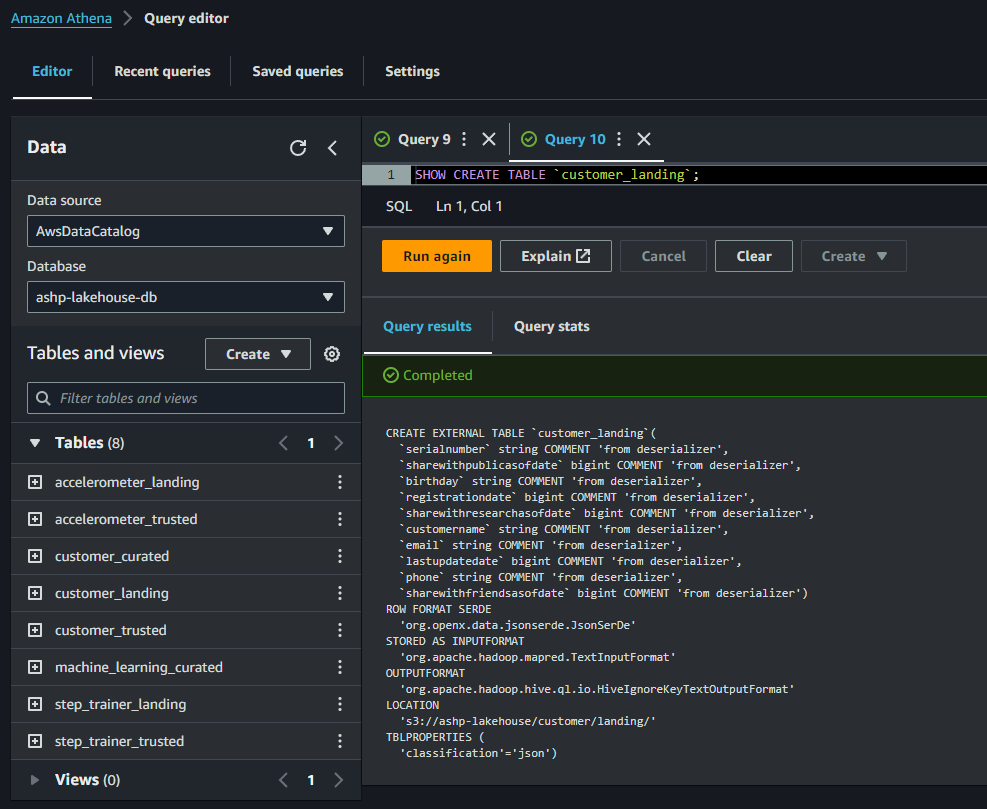 Amazon Athena > Query editor
Editor Recent queries Saved queries Settings
Data
Data source
AwsDataCatalog
Database
ashp-lakehouse-db
Tables and views Create
Filter tables and views
Tables (8) 1
accelerometer_landing
accelerometer_trusted
customer_curated
customer_landing
customer_trusted
machine_learning_curated
step_trainer_landing
step_trainer_trusted
Views (0) 1
Query 9 Query 10
1 SHOW CREATE TABLE `customer_landing`;
SQL Ln 1, Col 1
Run again Explain Cancel Clear Create
Query results Query stats
Completed
CREATE EXTERNAL TABLE `customer_landing`(
`serialnumber` string COMMENT 'from deserializer',
`sharewithpublicasofdate` bigint COMMENT 'from deserializer',
`birthday` string COMMENT 'from deserializer',
`registrationdate` bigint COMMENT 'from deserializer',
`sharewithresearchasofdate` bigint COMMENT 'from deserializer',
`customername` string COMMENT 'from deserializer',
`email` string COMMENT 'from deserializer',
`lastupdatedate` bigint COMMENT 'from deserializer',
`phone` string COMMENT 'from deserializer',
`sharewithfriendsasofdate` bigint COMMENT 'from deserializer')
ROW FORMAT SERDE
'org.openx.data.jsonserde.JsonSerDe'
STORED AS INPUTFORMAT
'org.apache.hadoop.mapred.TextInputFormat'
OUTPUTFORMAT
'org.apache.hadoop.hive.ql.io.HiveIgnoreKeyTextOutputFormat'
LOCATION
's3://ashp-lakehouse/customer/landing/'
TBLPROPERTIES (
'classification'='json')